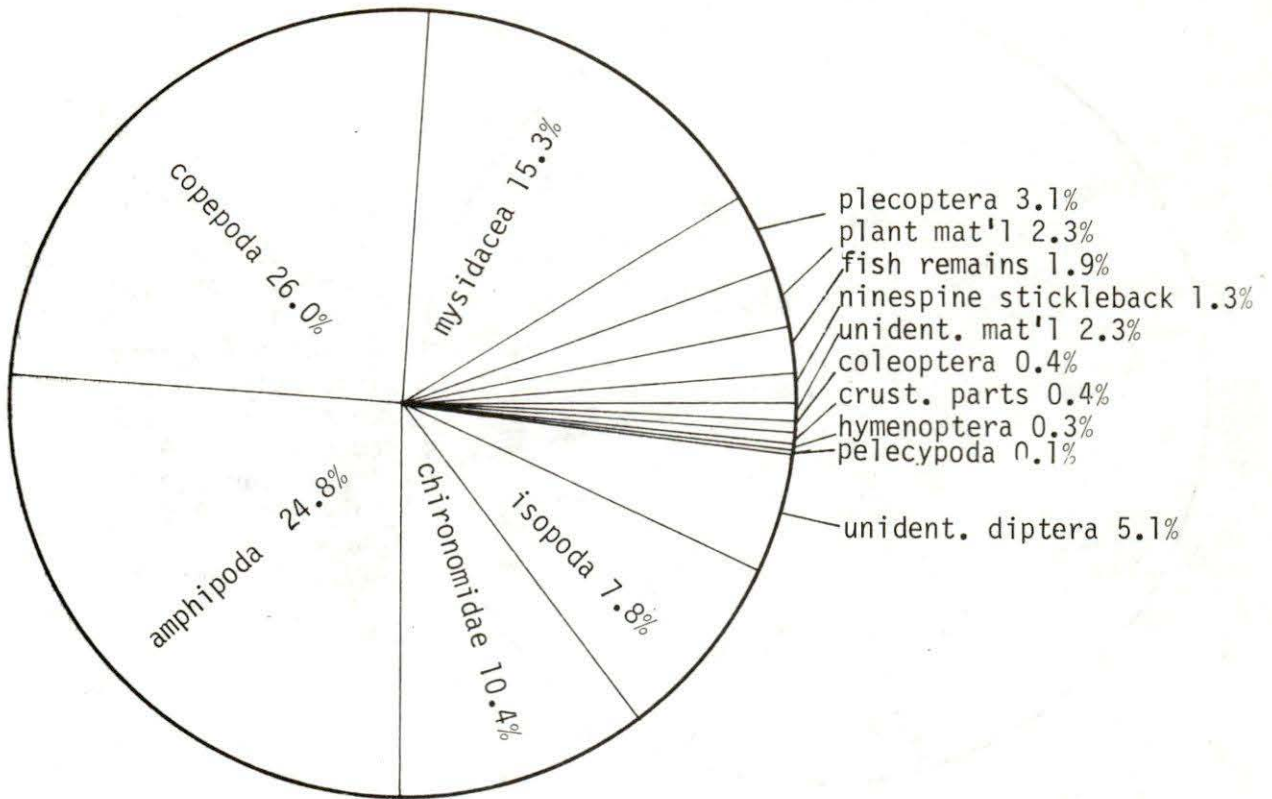 copepoda 26.0%
mysidacea 15.3%
plecoptera 3.1%
plant mat'l 2.3%
fish remains 1.9%
ninespine stickleback 1.3%
unident. mat'l 2.3%
coleoptera 0.4%
crust. parts 0.4%
hymenoptera 0.3%
pelecypoda 0.1%
unident. diptera 5.1%
isopoda 7.8%
chironomidae 10.4%
amphipoda 24.8%